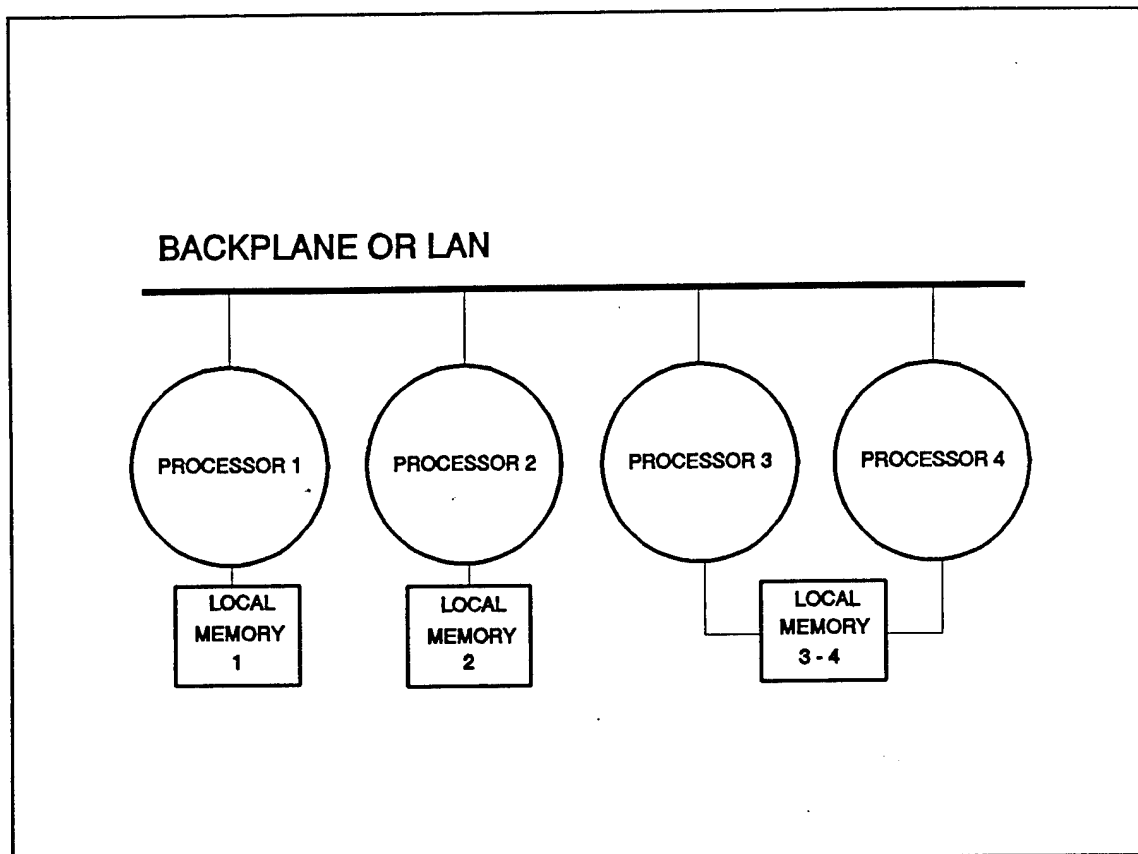 BACKPLANE OR LAN
PROCESSOR 1
PROCESSOR 2
PROCESSOR 3
PROCESSOR 4
LOCAL
MEMORY
1
LOCAL
MEMORY
2
LOCAL
MEMORY
3 - 4